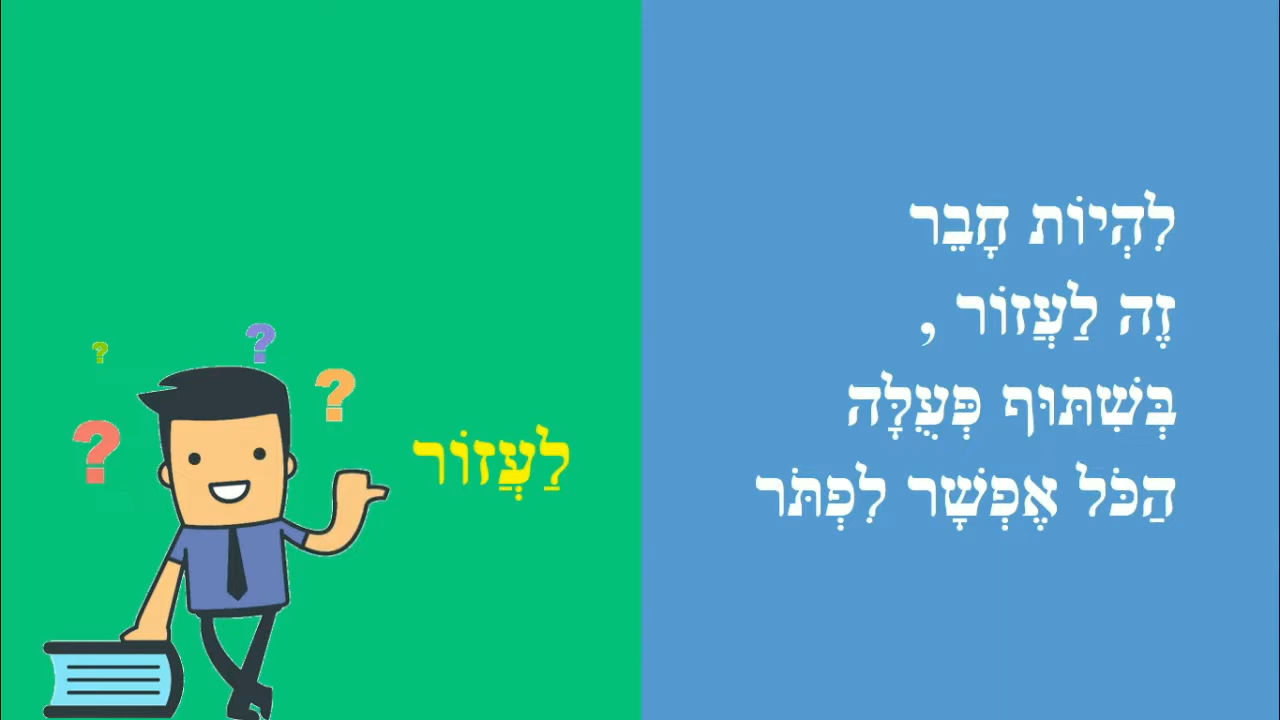 לִהְיוֹת חָבֵר
זֶה לַעֲזוֹר ,
בְּשִׁתּוּף פְּעֻלָּה
הַכֹּל אֶפְשָׁר לִפְתֹּר
לַעֲזוֹר
?
?
?
?